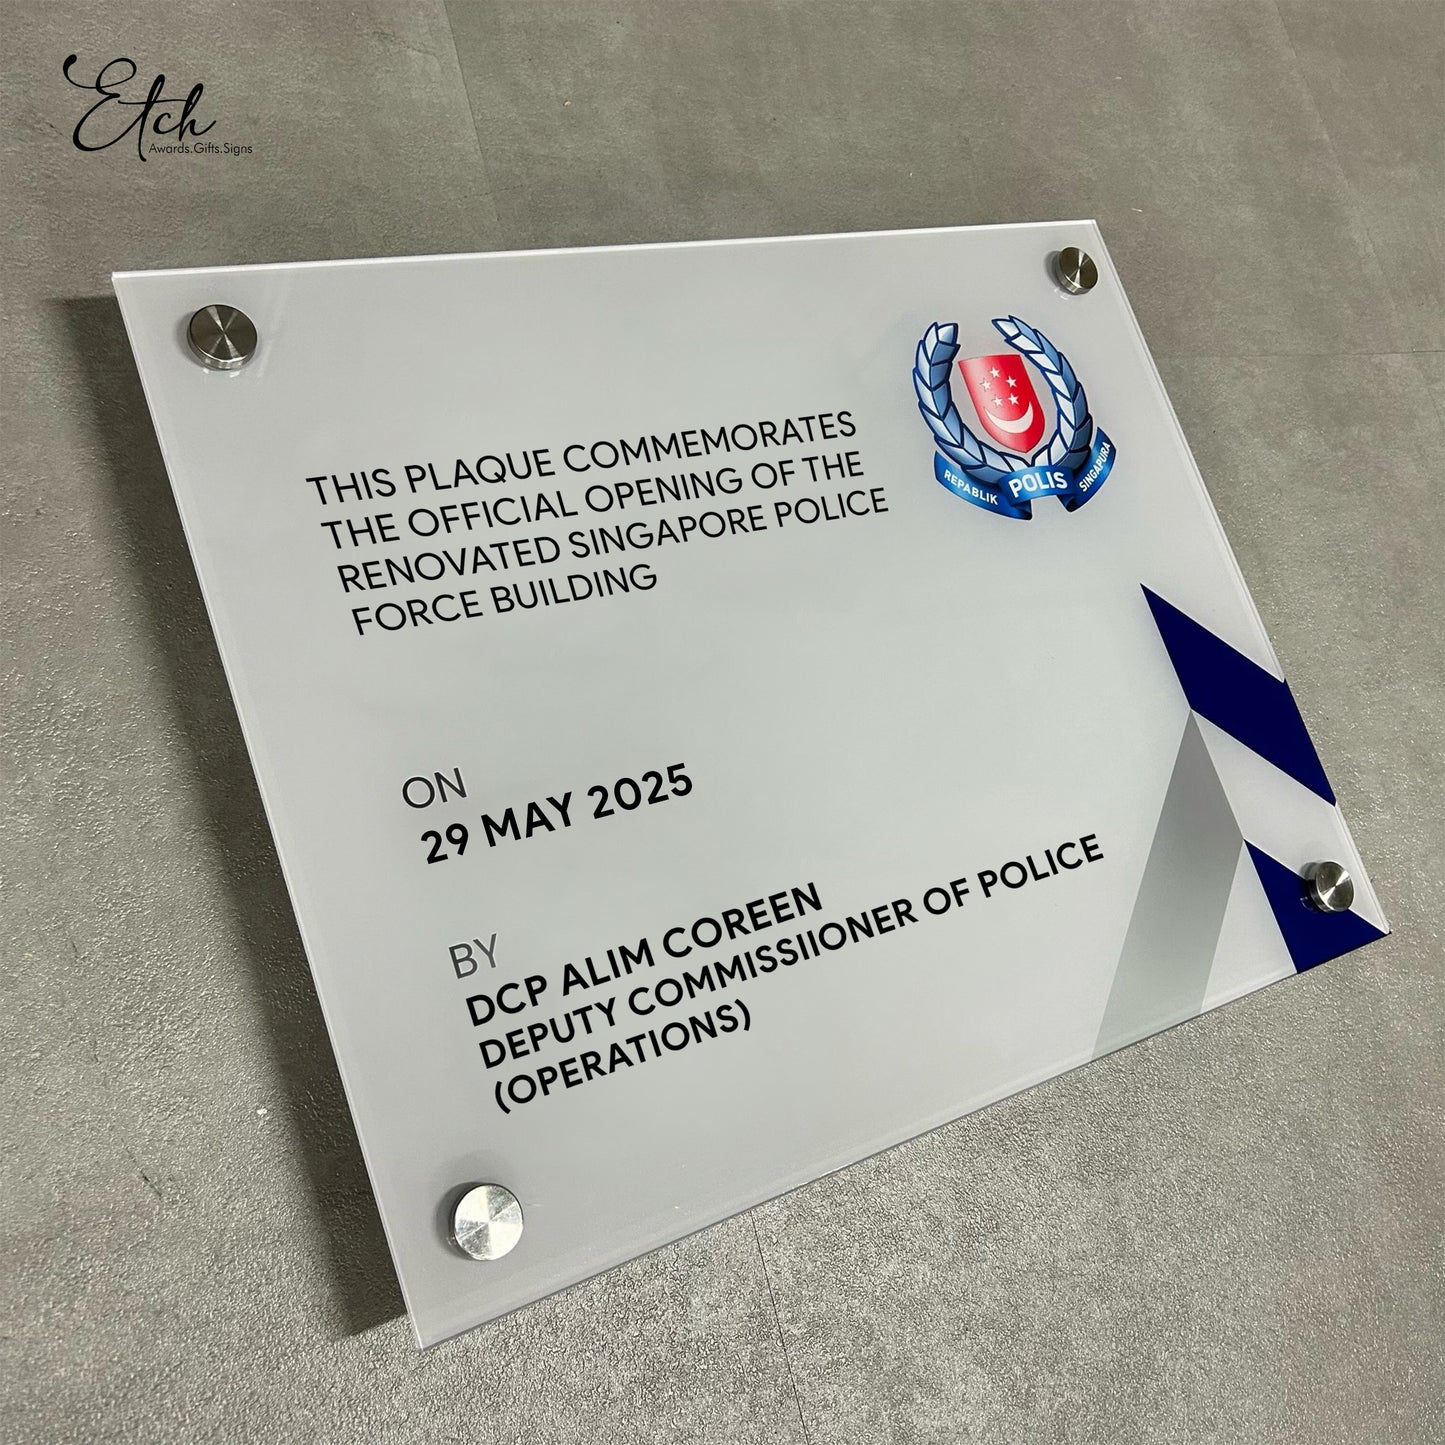 Etch
Awards.Gifts.Signs
THIS PLAQUE COMMEMORATES
THE OFFICIAL OPENING OF THE
RENOVATED SINGAPORE POLICE
FORCE BUILDING
REPABLIK POLIS SINGAPURA
ON
29 MAY 2025
BY
DCP ALIM COREEN
DEPUTY COMMISSIIONER OF POLICE
(OPERATIONS)